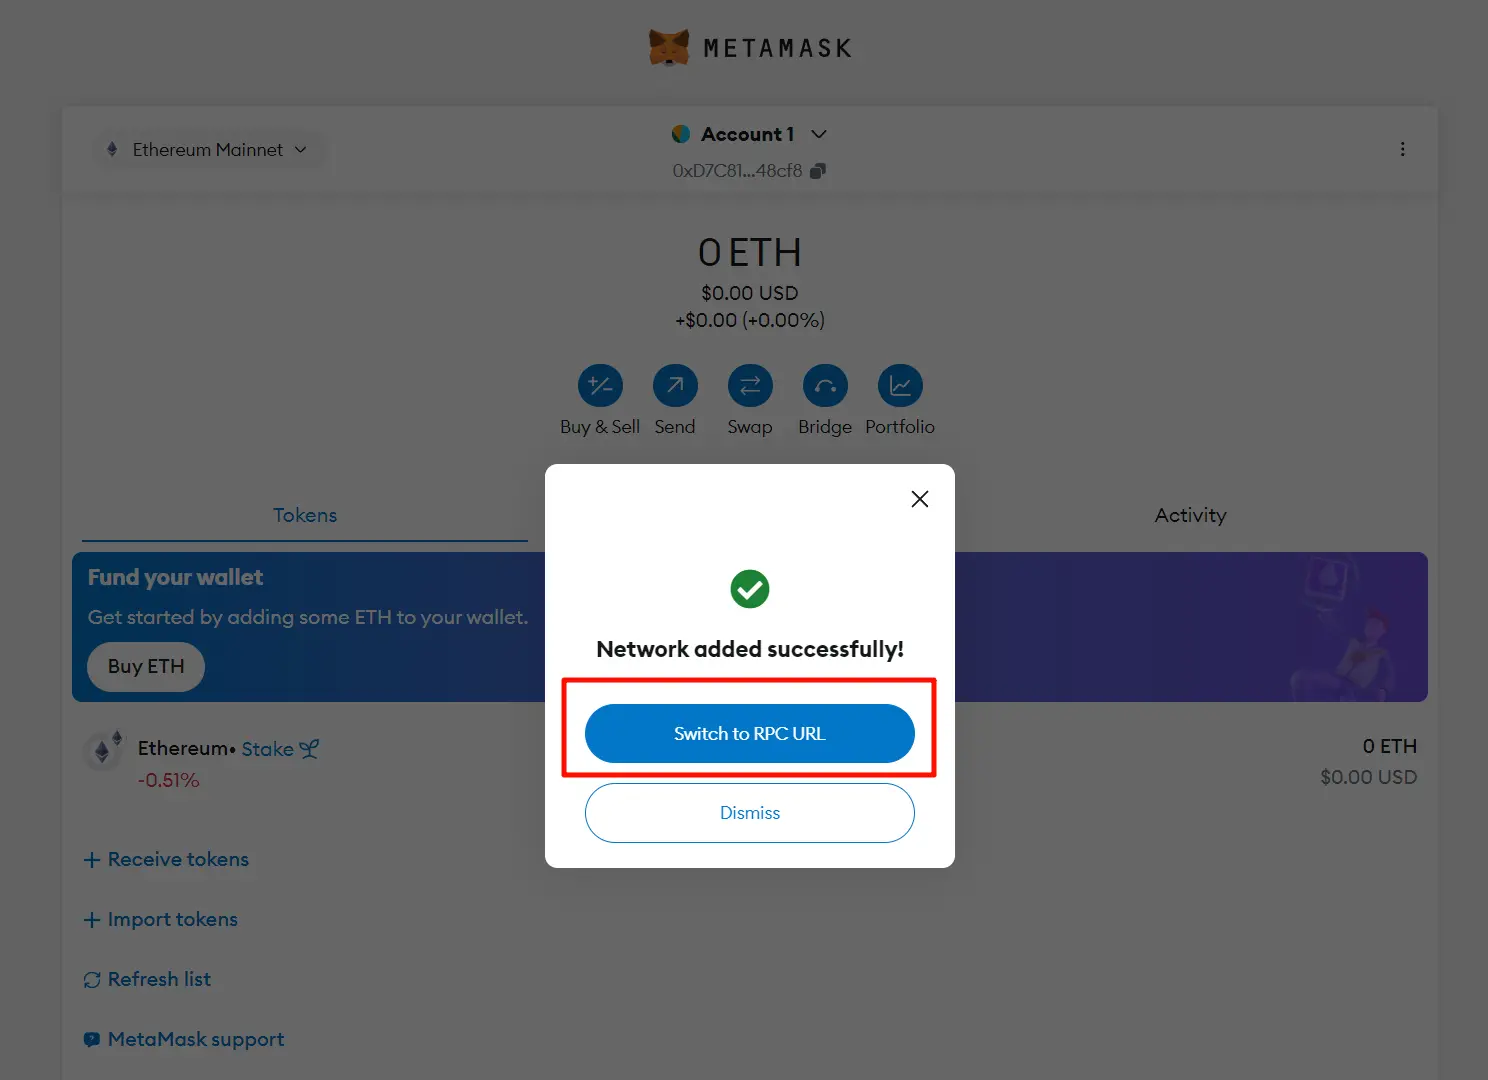 METAMASK
Ethereum Mainnet
Account 1
0xD7C81...48cf8
0 ETH
$0.00 USD
+$0.00 (+0.00%)
Buy & Sell
Send
Swap
Bridge
Portfolio
Tokens
Activity
Fund your wallet
Get started by adding some ETH to your wallet.
Buy ETH
Network added successfully!
Switch to RPC URL
Dismiss
Ethereum• Stake
-0.51%
0 ETH
$0.00 USD
+ Receive tokens
+ Import tokens
Refresh list
MetaMask support